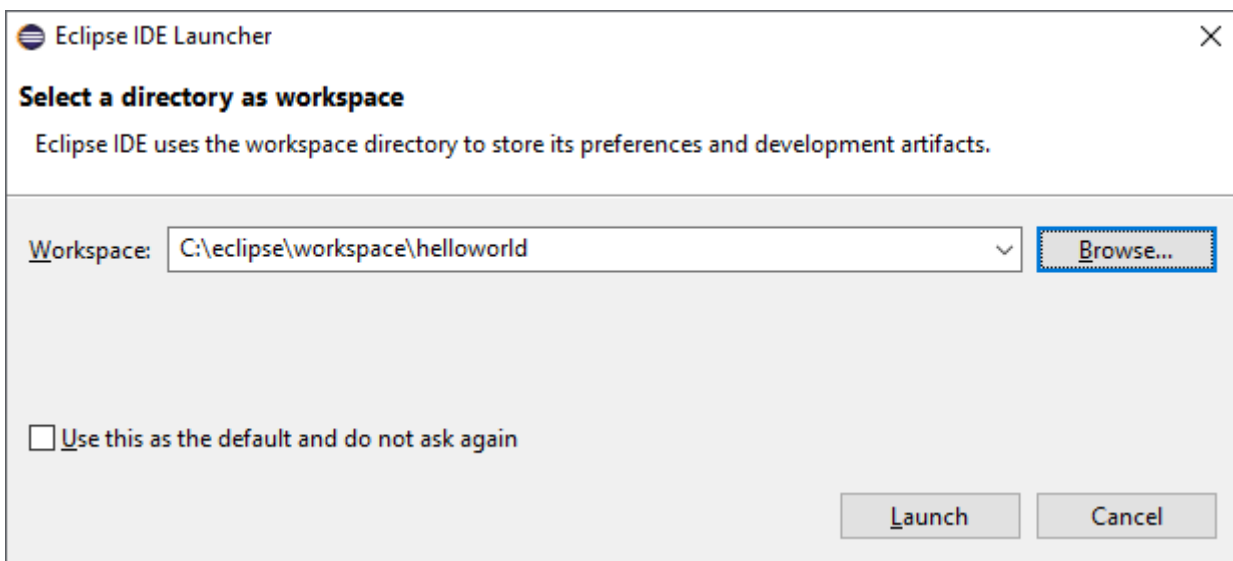 Eclipse IDE Launcher
Select a directory as workspace
Eclipse IDE uses the workspace directory to store its preferences and development artifacts.
Workspace: C:\eclipse\workspace\helloworld Browse...
Use this as the default and do not ask again
Launch Cancel